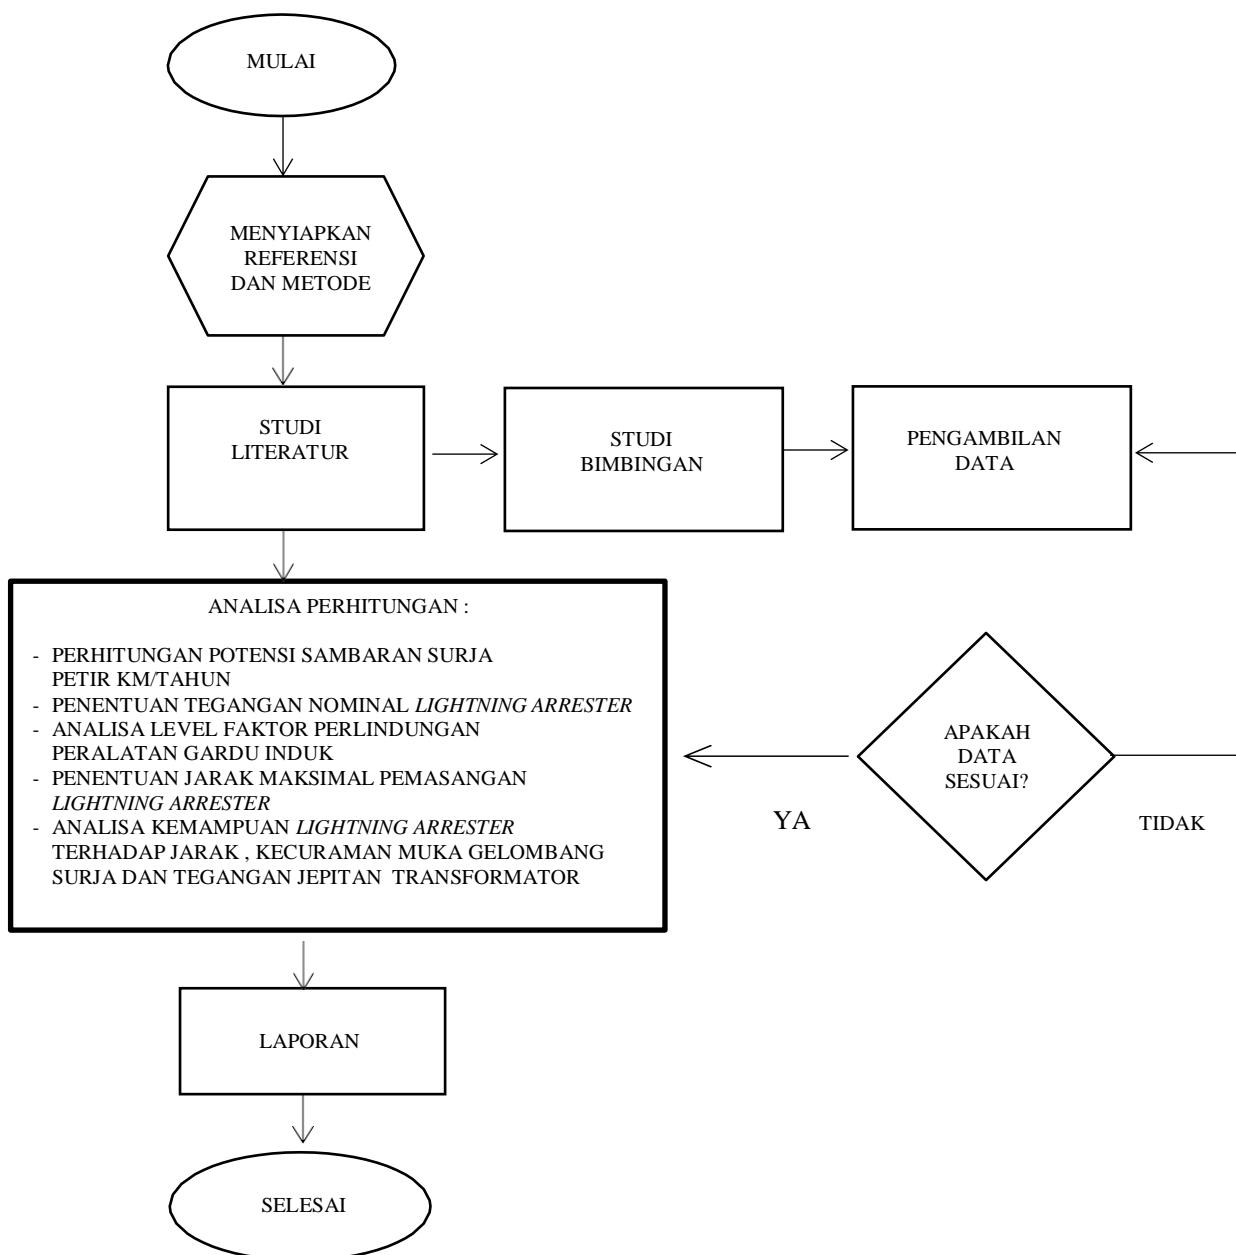 MULAI
MENYIAPKAN
REFERENSI
DAN METODE
STUDI
LITERATUR
STUDI
BIMBINGAN
PENGAMBILAN
DATA
ANALISA PERHITUNGAN :
- PERHITUNGAN POTENSI SAMBARAN SURJA
PETIR KM/TAHUN
- PENENTUAN TEGANGAN NOMINAL LIGHTNING ARRESTER
- ANALISA LEVEL FAKTOR PERLINDUNGAN
PERALATAN GARDU INDUK
- PENENTUAN JARAK MAKSIMAL PEMASANGAN
LIGHTNING ARRESTER
- ANALISA KEMAMPUAN LIGHTNING ARRESTER
TERHADAP JARAK , KECURAMAN MUKA GELOMBANG
SURJA DAN TEGANGAN JEPITAN TRANSFORMATOR
APAKAH
DATA
SESUAI?
YA
TIDAK
LAPORAN
SELESAI